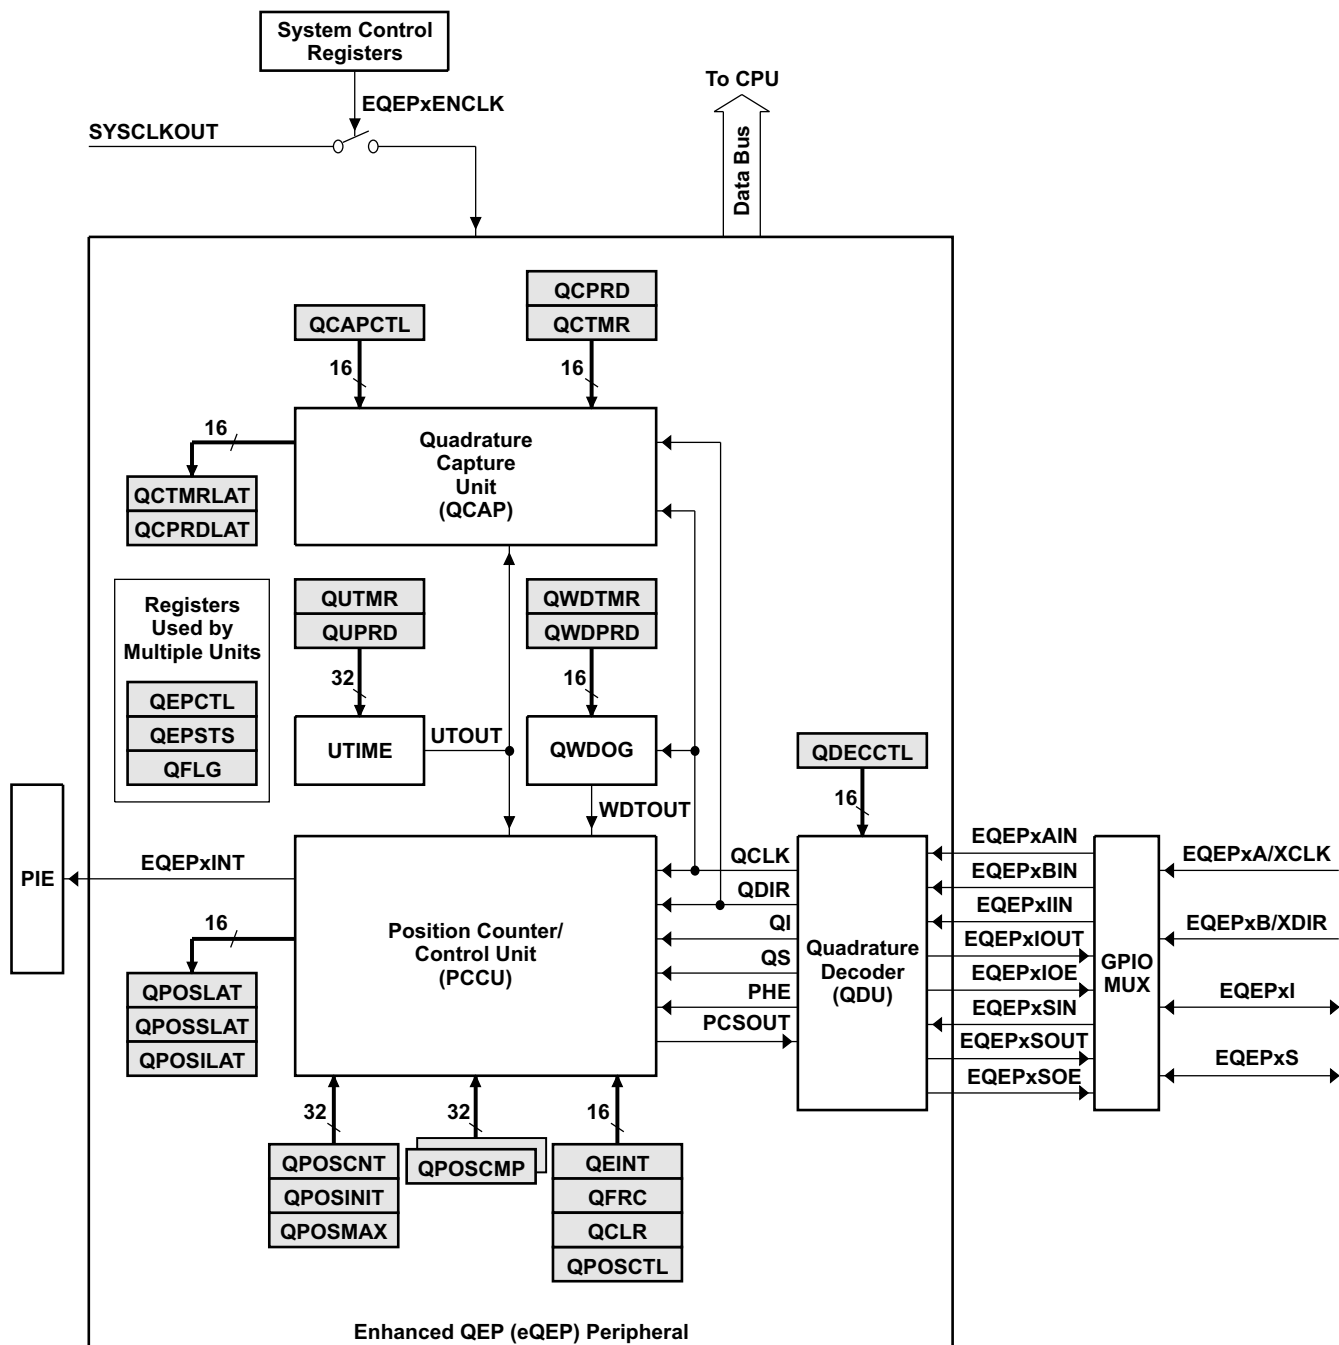 System Control
Registers
To CPU
EQEPxENCLK
SYSCLKOUT
Data Bus
QCPRD
QCAPCTL
QCTMR
16
16
16
Quadrature
Capture
Unit
(QCAP)
QCTMRLAT
QCPRDLAT
Registers
Used by
Multiple Units
QEPCTL
QEPSTS
QFLG
QUTMR
QUPRD
QWDTMR
QWDPRD
32
16
UTIME
UTOUT
QWDOG
QDECCTL
WDTOUT
16
PIE
EQEPxINT
16
Position Counter/
Control Unit
(PCCU)
QCLK
QDIR
QI
QS
PHE
PCSOUT
Quadrature
Decoder
(QDU)
EQEPxAIN
EQEPxBIN
EQEPxIIN
EQEPxIOUT
EQEPxIOE
EQEPxSIN
EQEPxSOUT
EQEPxSOE
GPIO
MUX
EQEPxA/XCLK
EQEPxB/XDIR
EQEPxI
EQEPxS
QPOSLAT
QPOSSLAT
QPOSILAT
32
32
16
QPOSCNT
QPOSINIT
QPOSMAX
QPOSCMP
QEINT
QFRC
QCLR
QPOSCTL
Enhanced QEP (eQEP) Peripheral